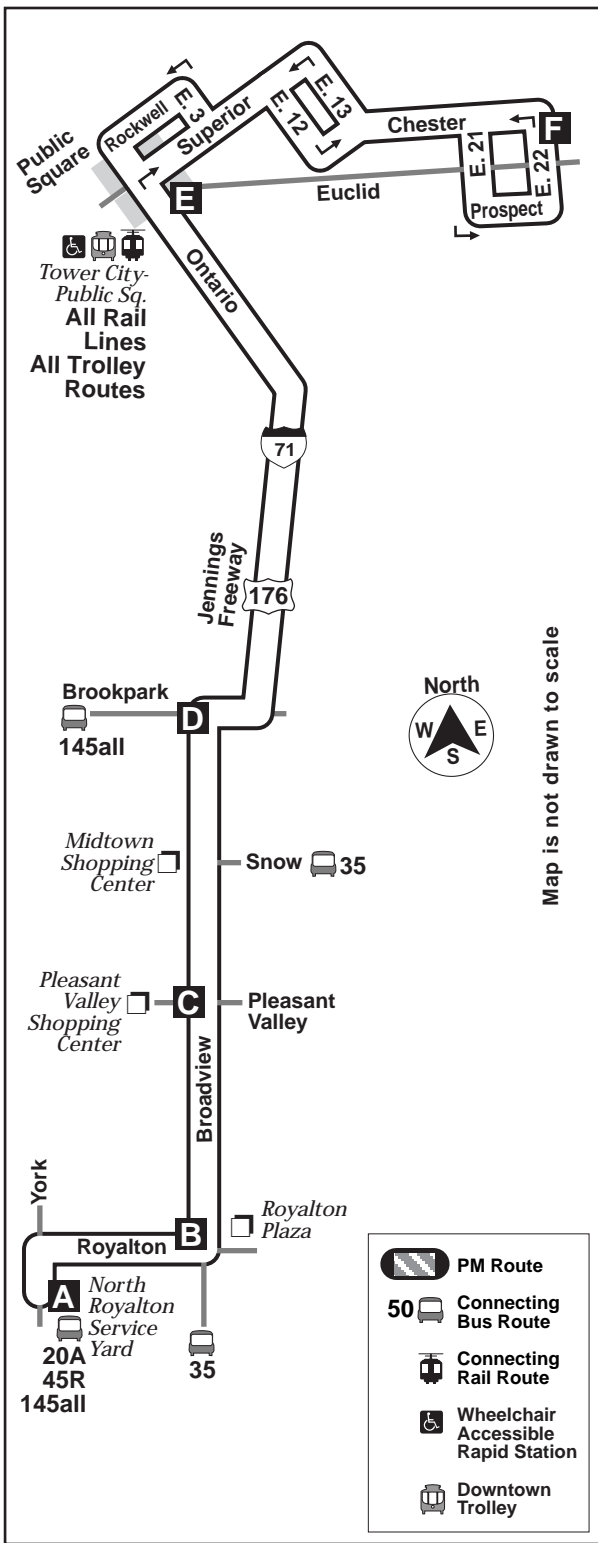 Rockwell
E. 3
Superior
E. 12
E. 13
Chester
E. 21
E. 22
F
Public
Square
E
Euclid
Prospect
Tower City-
Public Sq.
All Rail
Lines
All Trolley
Routes
Ontario
71
Jennings
Freeway
176
Brookpark
D
145all
North
W
E
S
Map is not drawn to scale
Midtown
Shopping
Center
Snow
35
Pleasant
Valley
Shopping
Center
C
Pleasant
Valley
Broadview
York
Royalton
B
Royalton
Plaza
A
North
Royalton
Service
Yard
20A
45R
145all
35
PM Route
50
Connecting
Bus Route
Connecting
Rail Route
Wheelchair
Accessible
Rapid Station
Downtown
Trolley